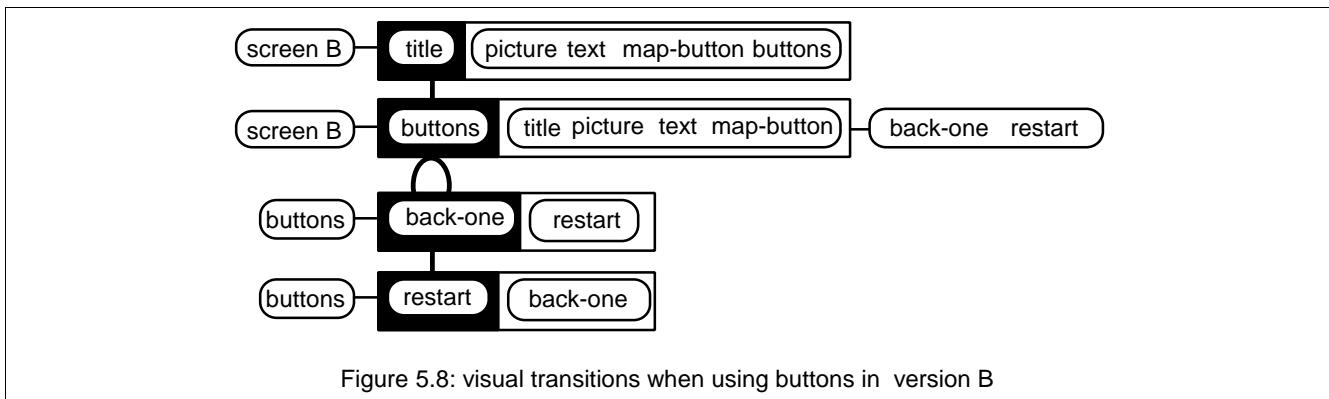 screen B title picture text map-button buttons
screen B buttons title picture text map-button back-one restart
buttons back-one restart
buttons restart back-one
Figure 5.8: visual transitions when using buttons in version B